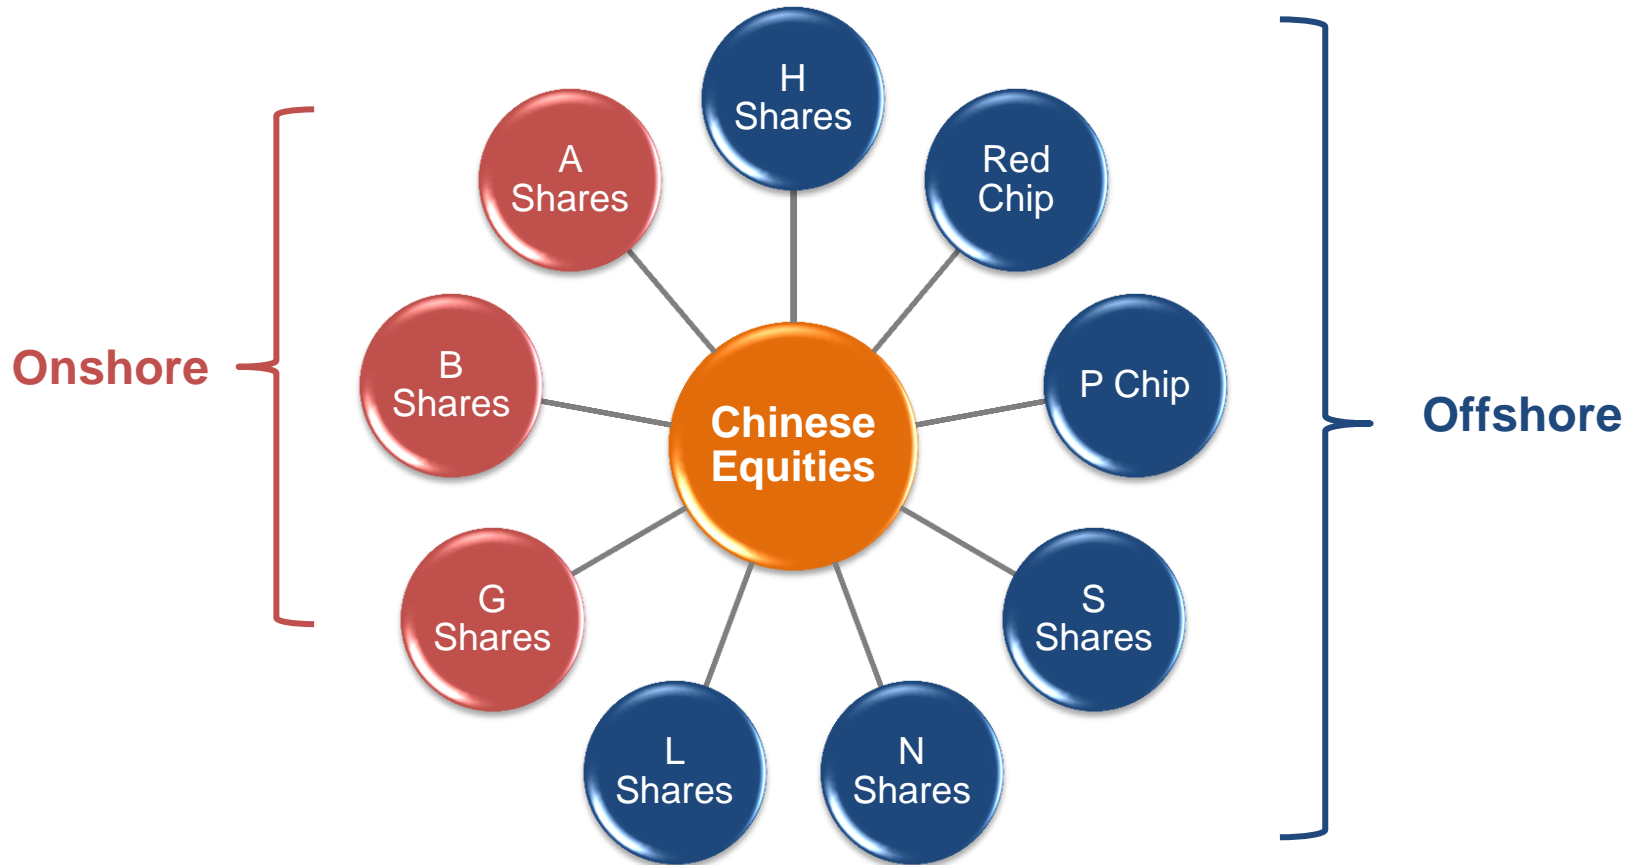 H
Shares
A
Shares
Red
Chip
B
Shares
P Chip
Onshore
Chinese
Equities
Offshore
G
Shares
S
Shares
L
Shares
N
Shares